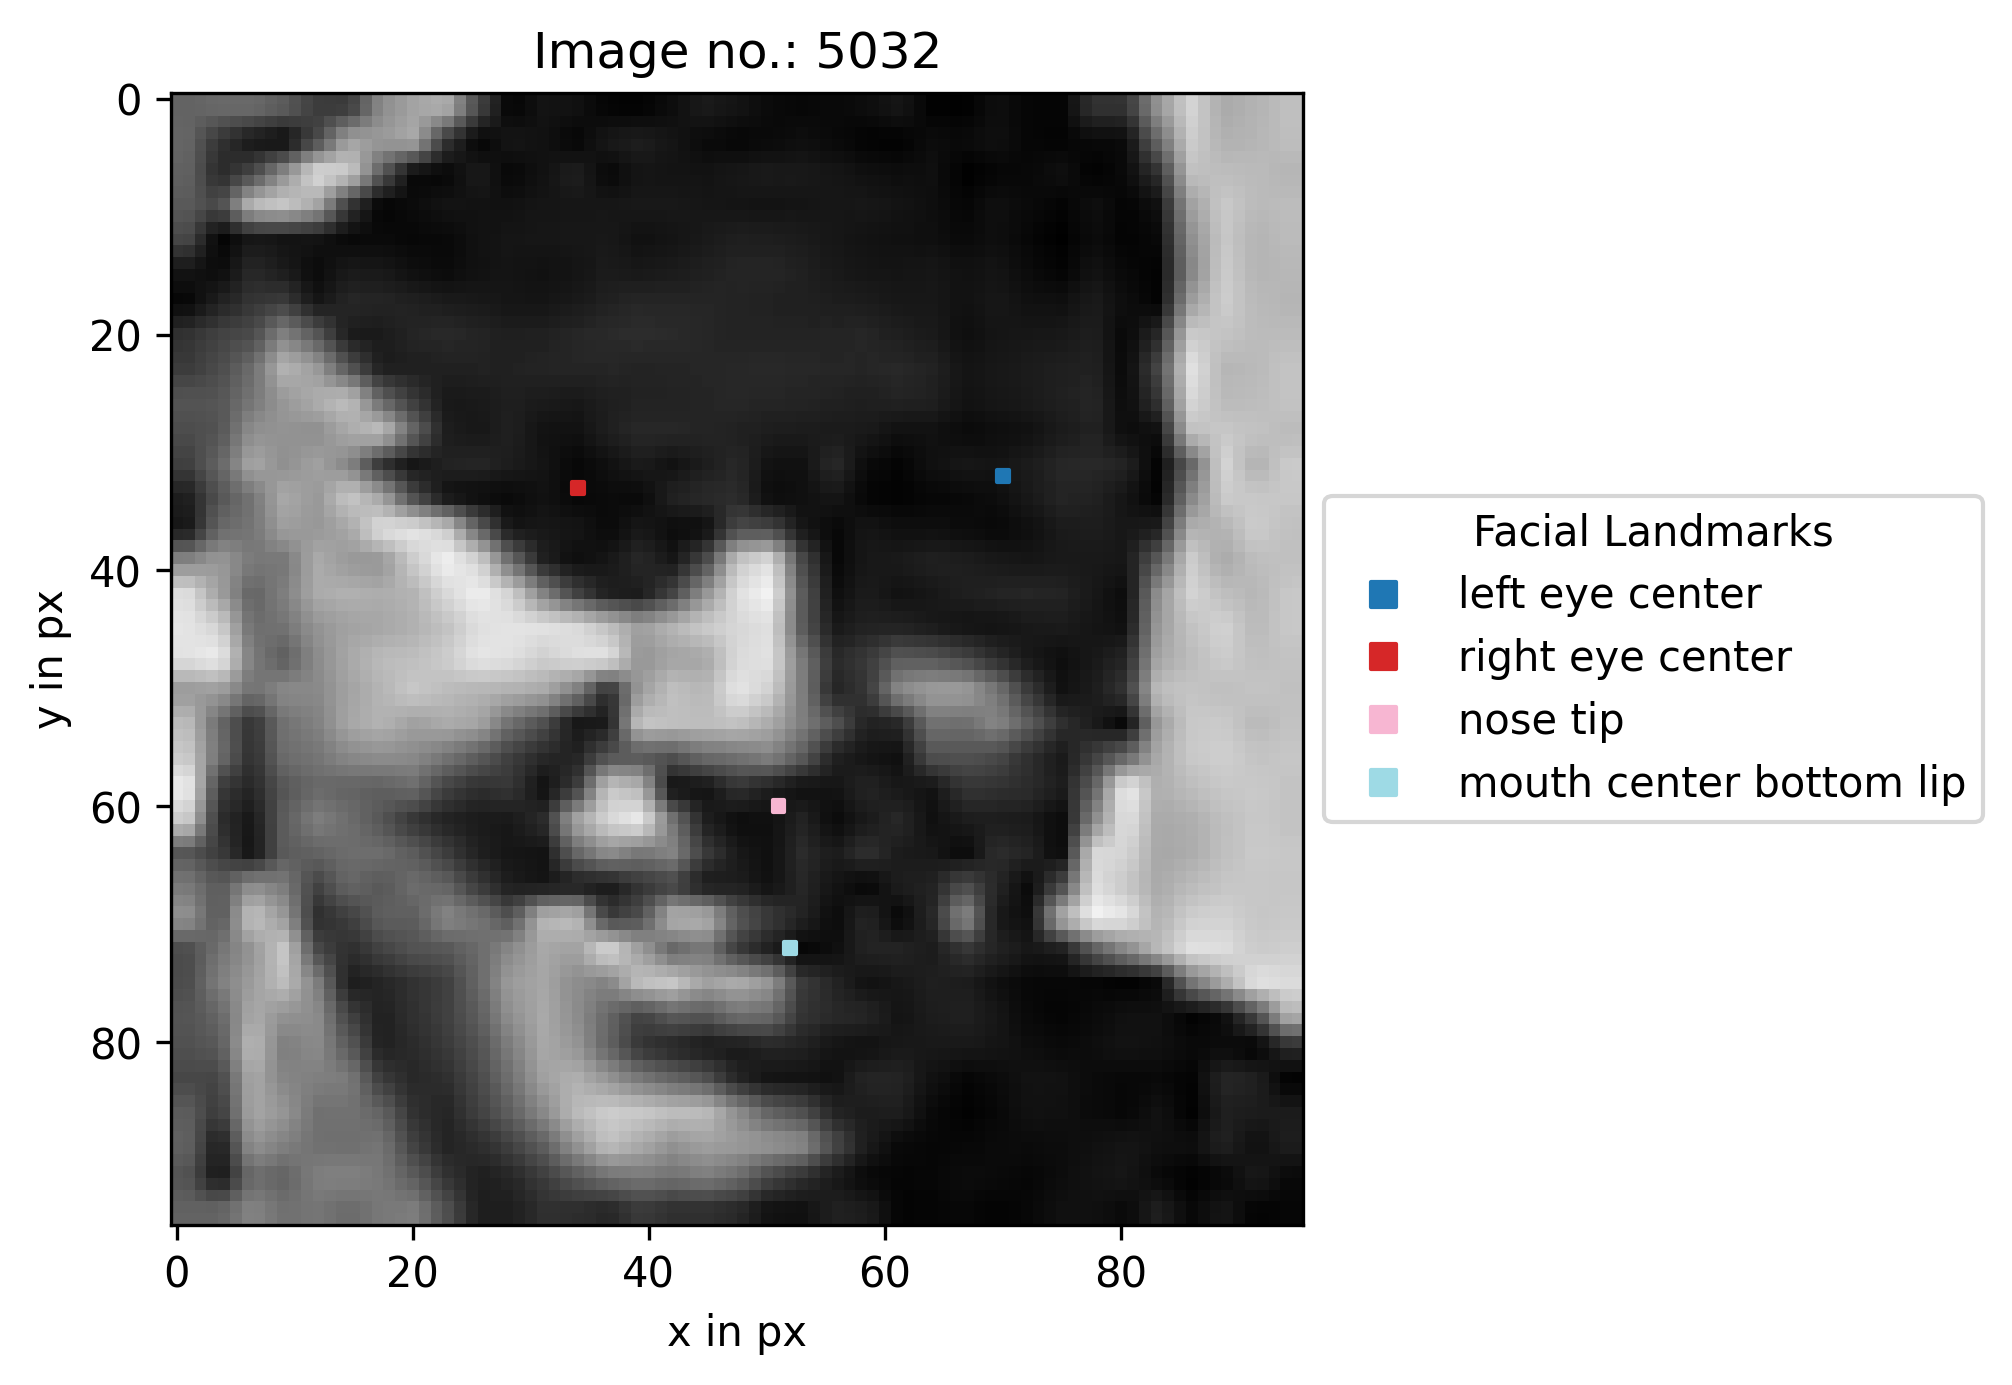 Image no.: 5032
0
20
40
60
80
y in px
0 20 40 60 80
x in px
Facial Landmarks
left eye center
right eye center
nose tip
mouth center bottom lip